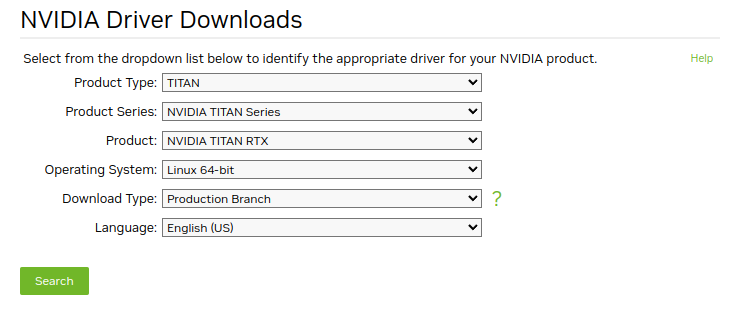 NVIDIA Driver Downloads
Select from the dropdown list below to identify the appropriate driver for your NVIDIA product. Help
Product Type: TITAN
Product Series: NVIDIA TITAN Series
Product: NVIDIA TITAN RTX
Operating System: Linux 64-bit
Download Type: Production Branch ?
Language: English (US)
Search